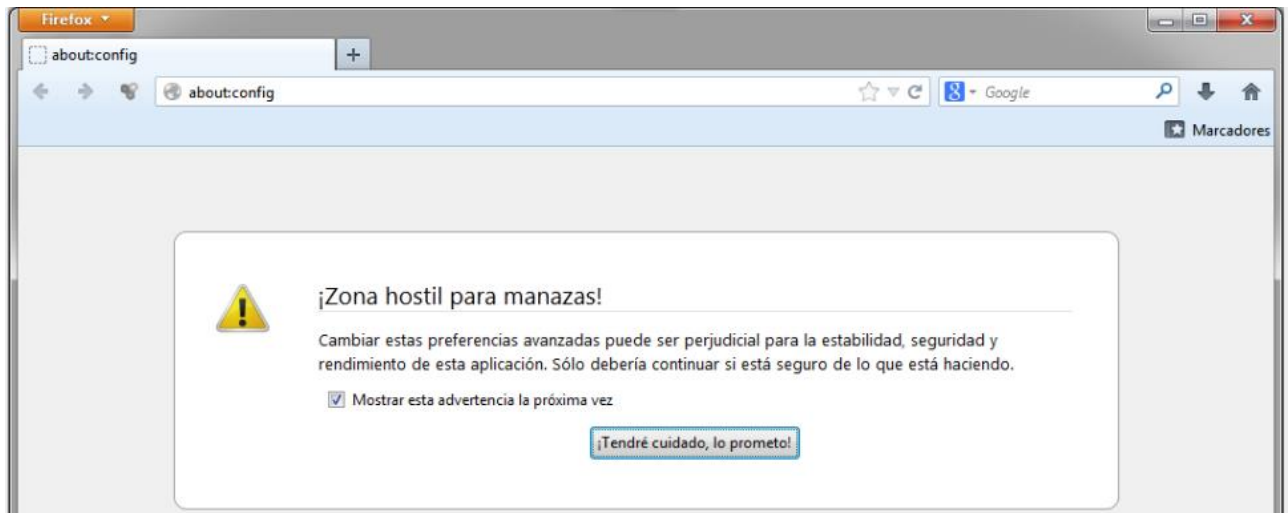 Firefox
about:config
about:config
Google
Marcadores
¡Zona hostil para manazas!
Cambiar estas preferencias avanzadas puede ser perjudicial para la estabilidad, seguridad y
rendimiento de esta aplicación. Sólo debería continuar si está seguro de lo que está haciendo.
Mostrar esta advertencia la próxima vez
¡Tendré cuidado, lo prometo!